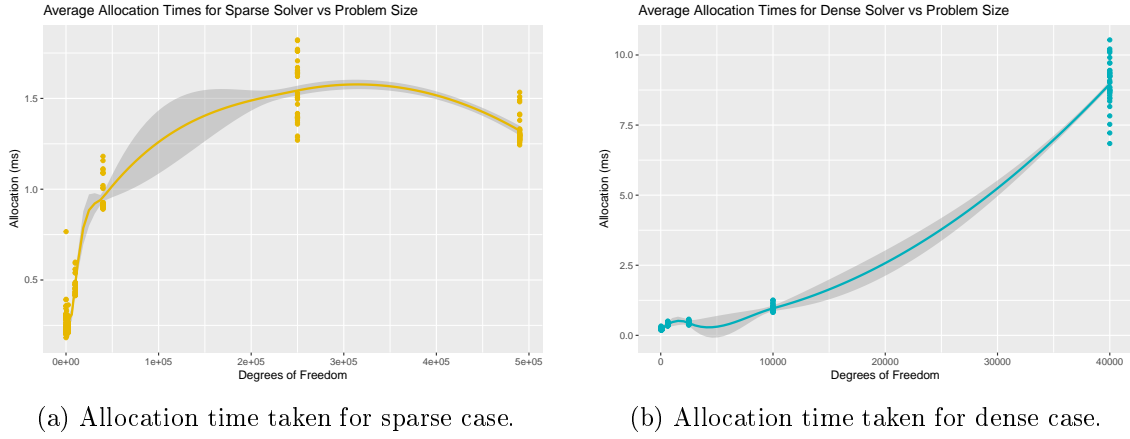 Average Allocation Times for Sparse Solver vs Problem Size
Allocation (ms)
1.5
1.0
0.5
0e+00 1e+05 2e+05 3e+05 4e+05 5e+05
Degrees of Freedom
(a) Allocation time taken for sparse case.
Average Allocation Times for Dense Solver vs Problem Size
Allocation (ms)
10.0
7.5
5.0
2.5
0.0
0 10000 20000 30000 40000
Degrees of Freedom
(b) Allocation time taken for dense case.